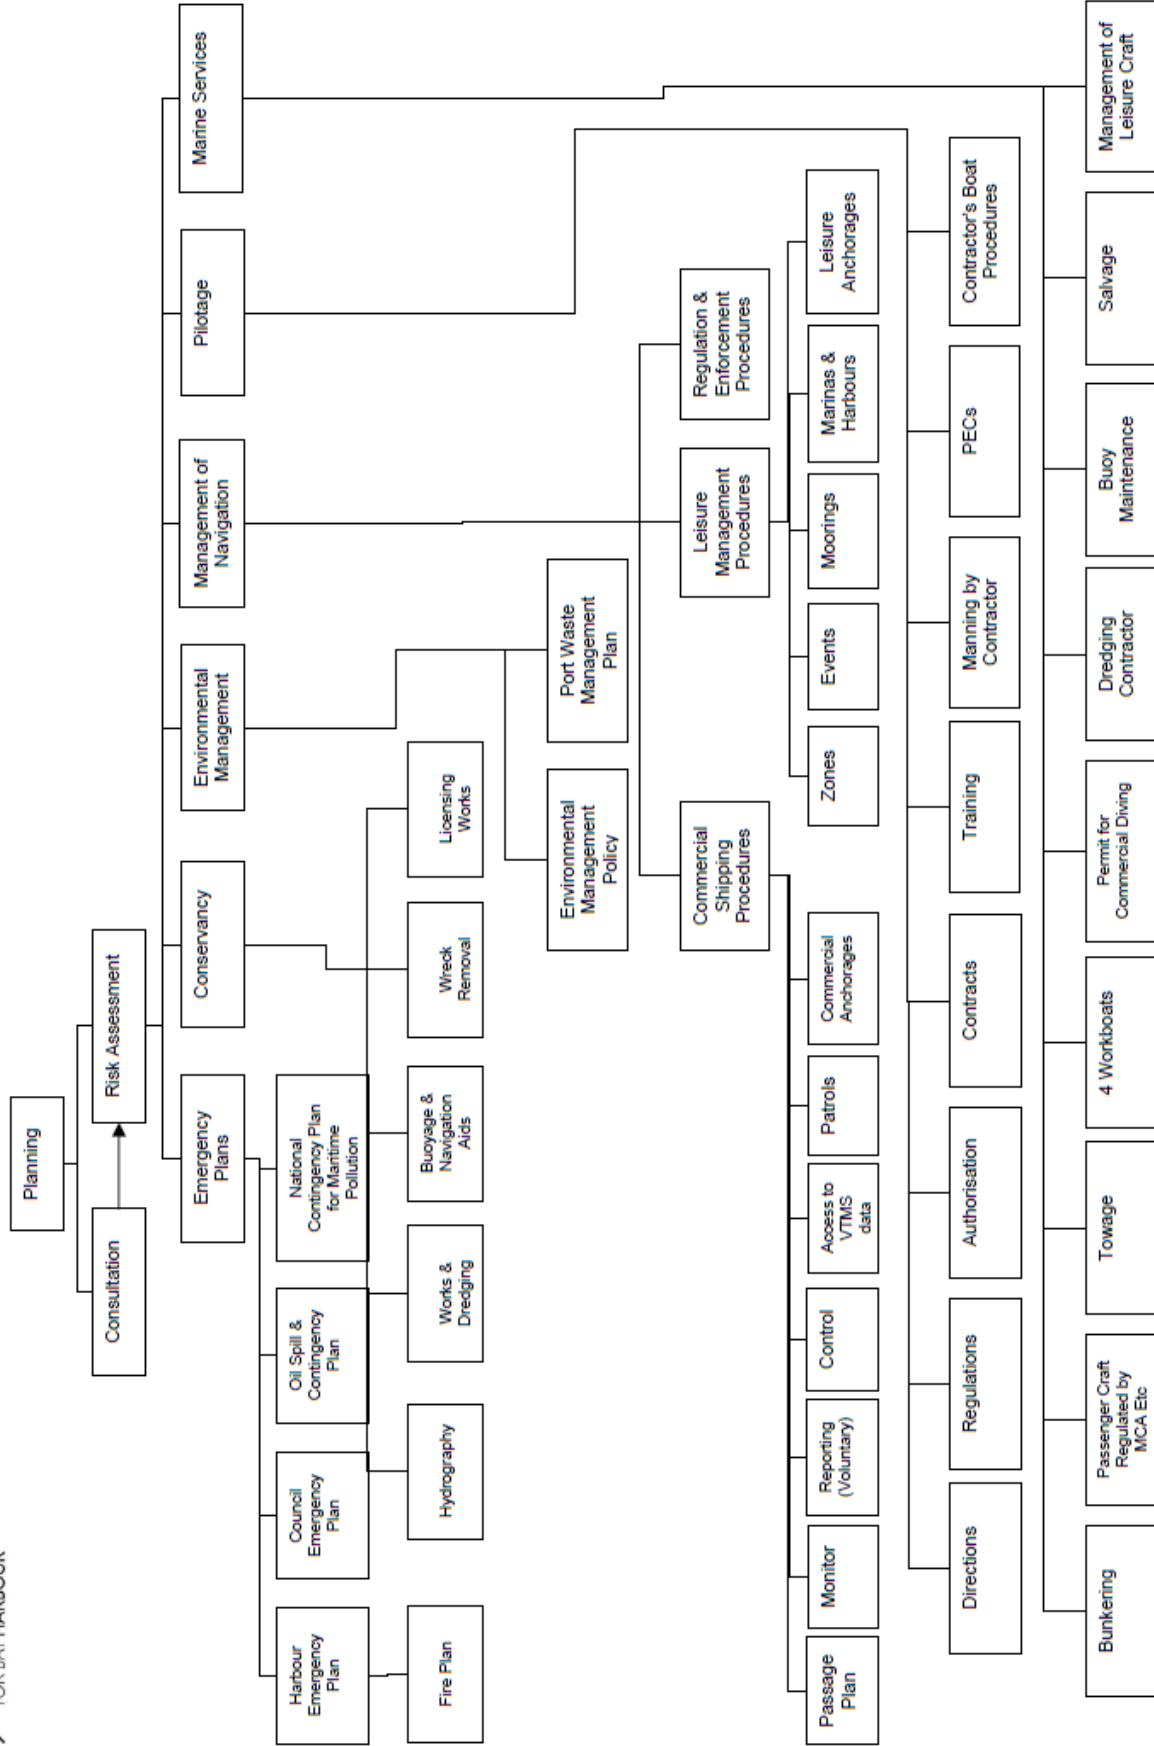 TOR BAY HARBOUR
Planning
Consultation
Risk Assessment
Emergency
Plans
Conservancy
Environmental
Management
Management of
Navigation
Pilotage
Marine Services
Harbour
Emergency
Plan
Council
Emergency
Plan
Oil Spill &
Contingency
Plan
National
Contingency Plan
for Maritime
Pollution
Fire Plan
Hydrography
Works &
Dredging
Buoyage &
Navigation
Aids
Wreck
Removal
Licensing
Works
Environmental
Management
Policy
Port Waste
Management
Plan
Commercial
Shipping
Procedures
Leisure
Management
Procedures
Regulation &
Enforcement
Procedures
Passage
Plan
Monitor
Reporting
(Voluntary)
Control
Access to
VTMS
data
Patrols
Commercial
Anchorages
Zones
Events
Moorings
Marinas &
Harbours
Leisure
Anchorages
Directions
Regulations
Authorisation
Contracts
Training
Manning by
Contractor
PECs
Contractor's Boat
Procedures
Bunkering
Passenger Craft
Regulated by
MCA Etc
Towage
4 Workboats
Permit for
Commercial Diving
Dredging
Contractor
Buoy
Maintenance
Salvage
Management of
Leisure Craft